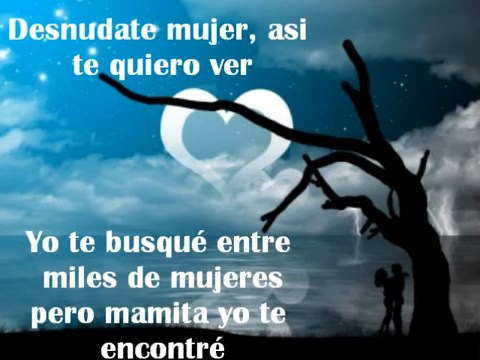 Desnudate mujer, asi
te quiero ver
Yo te busqué entre
miles de mujeres
pero mamita yo te
encontré